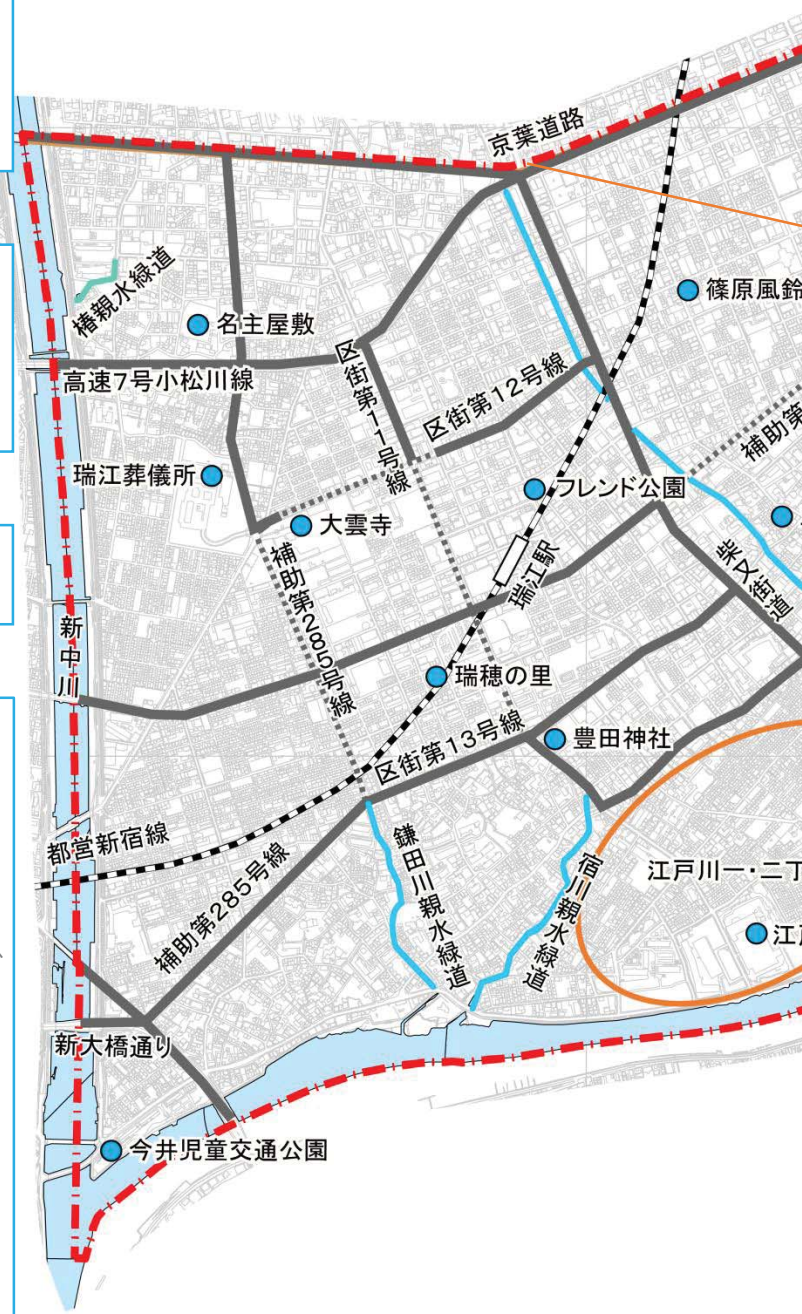 京葉道路
篠原風鈴
椿親水緑道
名主屋敷
高速7号小松川線
区街第11号線
区街第12号線
補助第
瑞江葬儀所
フレンド公園
大雲寺
補助第285号線
瑞江駅
柴又街道
新中川
瑞穂の里
区街第13号線
豊田神社
都営新宿線
補助第285号線
鎌田川親水緑道
宿川親水緑道
江戸川一・二丁
江戸
新大橋通り
今井児童交通公園